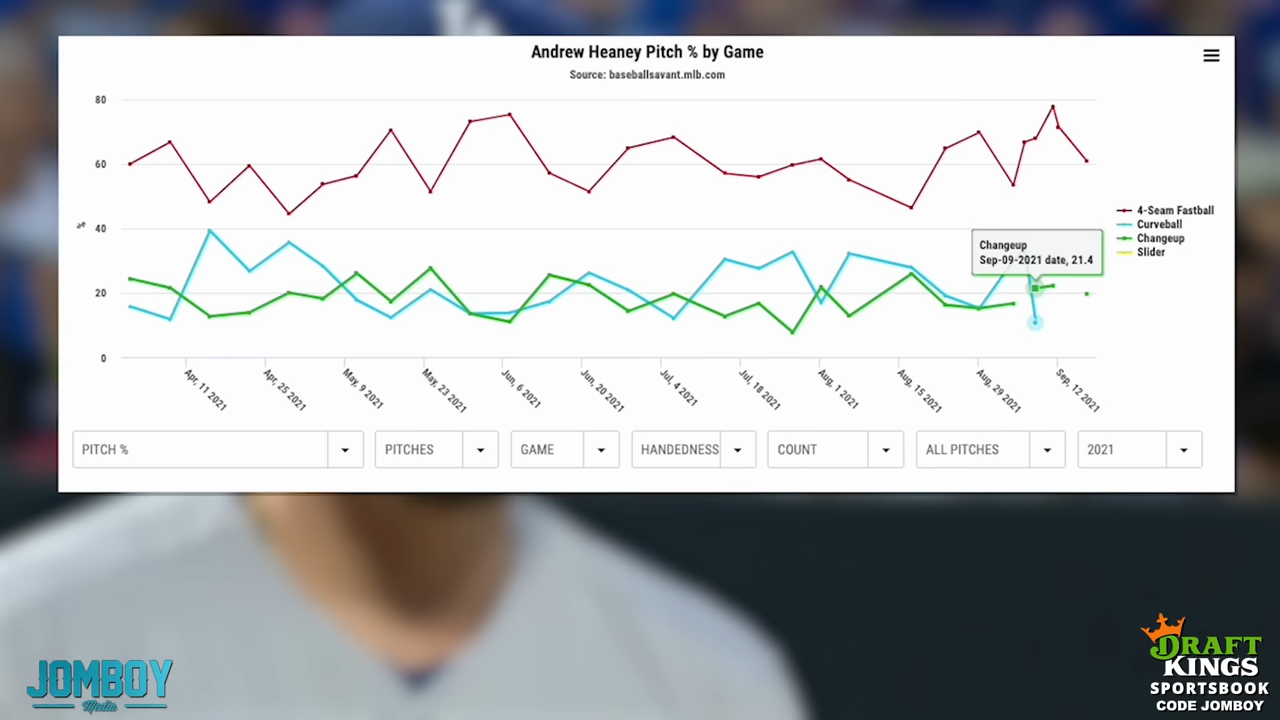 Andrew Heaney Pitch % by Game
Source: baseballsavant.mlb.com
80
60
40
20
0
%
4-Seam Fastball
Curveball
Changeup
Slider
Changeup
Sep-09-2021 date, 21.4
Apr, 11 2021
Apr, 25 2021
May, 9 2021
May, 23 2021
Jun, 6 2021
Jun, 20 2021
Jul, 4 2021
Jul, 18 2021
Aug, 1 2021
Aug, 15 2021
Aug, 29 2021
Sep, 12 2021
PITCH %
PITCHES
GAME
HANDEDNESS
COUNT
ALL PITCHES
2021
JOMBOY
Media
DRAFT
KINGS
SPORTSBOOK
CODE JOMBOY